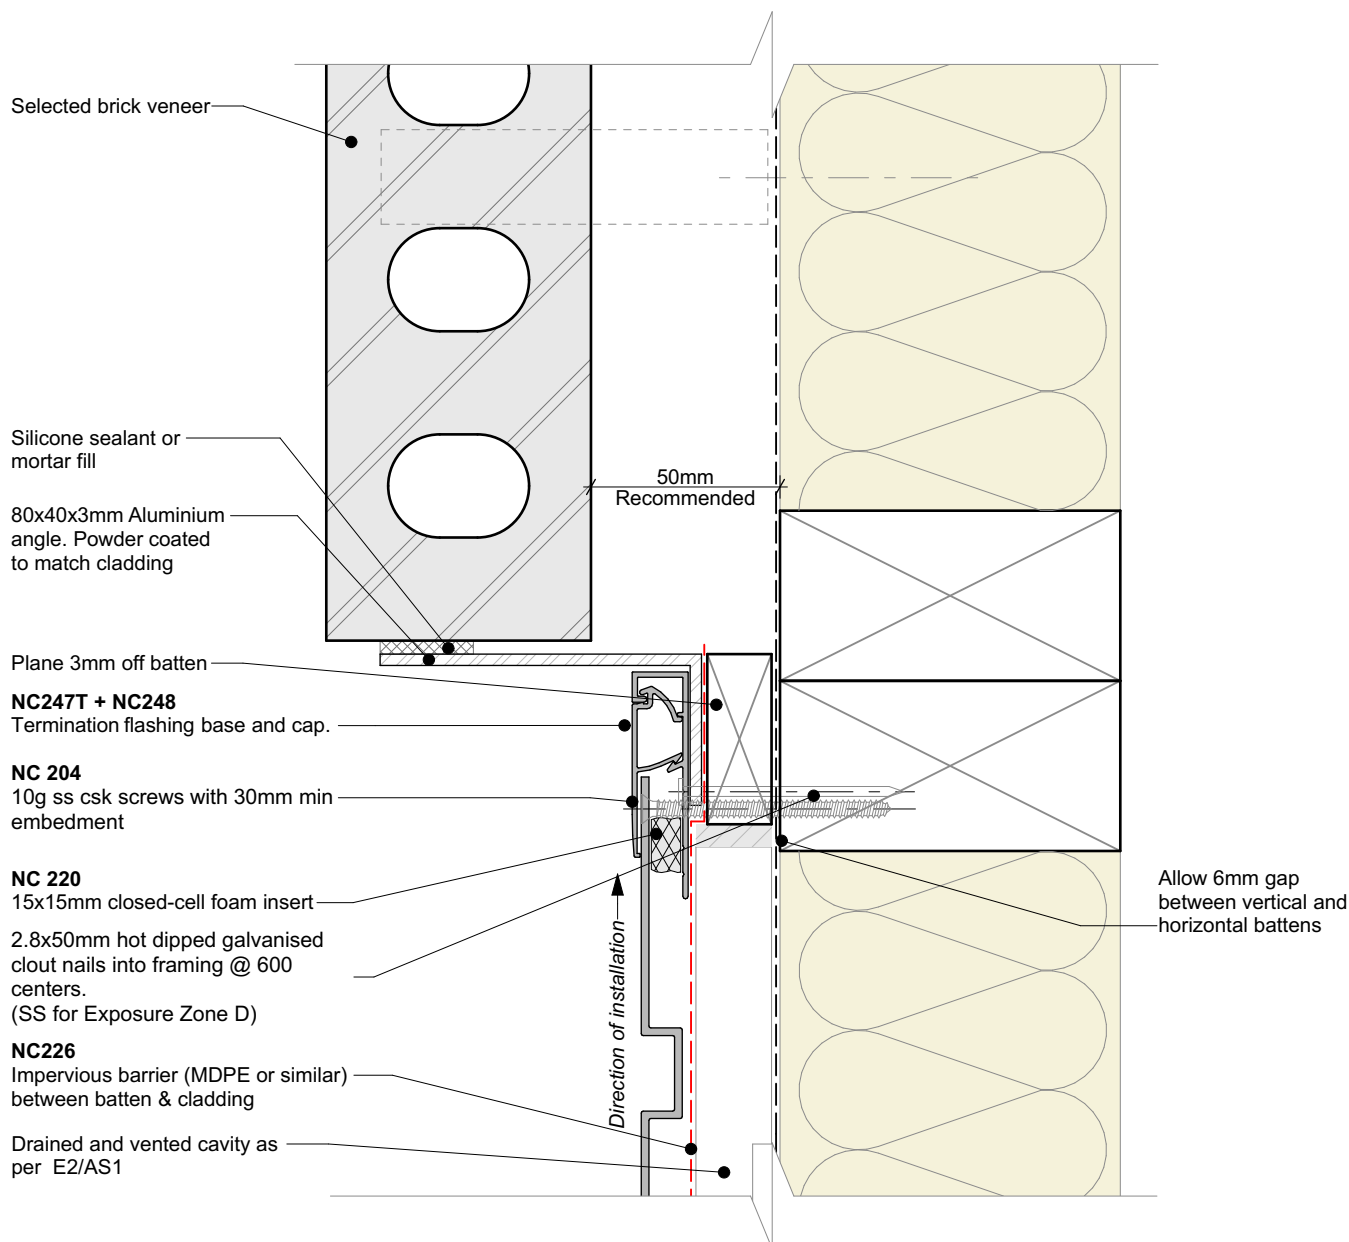 Selected brick veneer
Silicone sealant or
mortar fill
50mm
Recommended
80x40x3mm Aluminium
angle. Powder coated
to match cladding
Plane 3mm off batten
NC247T + NC248
Termination flashing base and cap.
NC 204
10g ss csk screws with 30mm min
embedment
NC 220
15x15mm closed-cell foam insert
2.8x50mm hot dipped galvanised
clout nails into framing @ 600
centers.
(SS for Exposure Zone D)
NC226
Impervious barrier (MDPE or similar)
between batten & cladding
Drained and vented cavity as
per E2/AS1
Direction of installation
Allow 6mm gap
between vertical and
horizontal battens